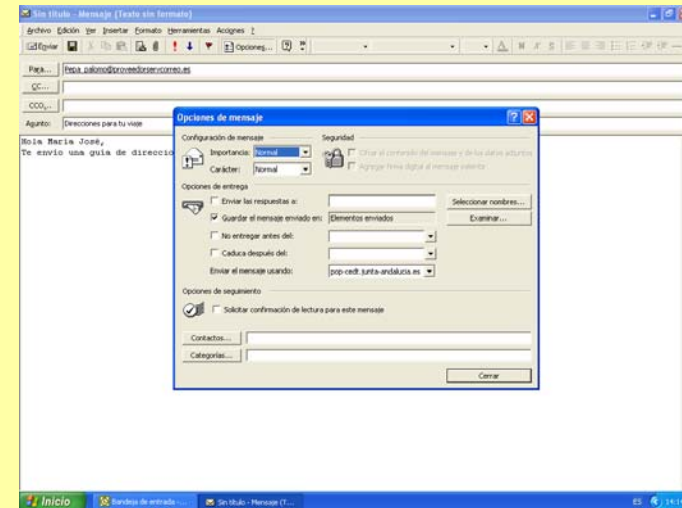 Sin título - Mensaje (Texto sin formato)
Archivo Edición Ver Insertar Formato Herramientas Acciones ?
Enviar Opciones...
Para... Pepa_palomo@proveedorservcorreo.es
CC...
CCO...
Asunto: Direcciones para tu viaje
Hola María José,
Te envío una guía de direccio
Opciones de mensaje
Configuración de mensaje Seguridad
Importancia: Normal Cifrar el contenido del mensaje y de los datos adjuntos
Carácter: Normal Agregar firma digital al mensaje saliente
Opciones de entrega
Enviar las respuestas a: Seleccionar nombres...
Guardar el mensaje enviado en: Elementos enviados Examinar...
No entregar antes del:
Caduca después del:
Enviar el mensaje usando: pop-cedt.junta-andalucia.es
Opciones de seguimiento
Solicitar confirmación de lectura para este mensaje
Contactos...
Categorías...
Cerrar
Inicio Bandeja de entrada -... Sin título - Mensaje (T... ES